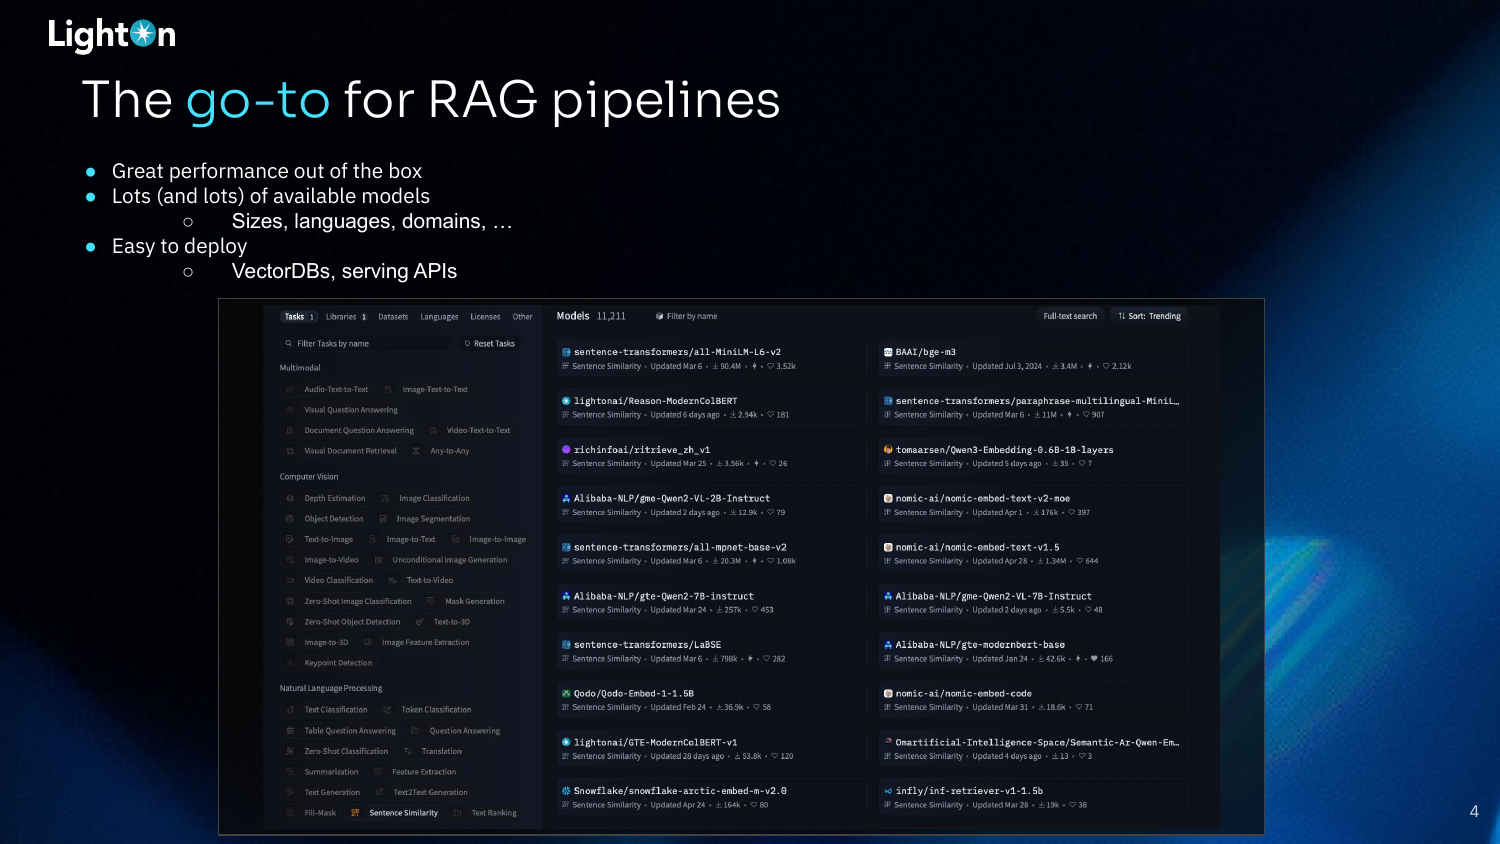 LightOn
The go-to for RAG pipelines
● Great performance out of the box
● Lots (and lots) of available models
○ Sizes, languages, domains, …
● Easy to deploy
○ VectorDBs, serving APIs
Tasks 1 Libraries 1 Datasets Languages Licenses Other
Filter Tasks by name Reset Tasks
Multimodal
Audio-Text-to-Text Image-Text-to-Text
Visual Question Answering
Document Question Answering Video-Text-to-Text
Visual Document Retrieval Any-to-Any
Computer Vision
Depth Estimation Image Classification
Object Detection Image Segmentation
Text-to-Image Image-to-Text Image-to-Image
Image-to-Video Unconditional Image Generation
Video Classification Text-to-Video
Zero-Shot Image Classification Mask Generation
Zero-Shot Object Detection Text-to-3D
Image-to-3D Image Feature Extraction
Keypoint Detection
Natural Language Processing
Text Classification Token Classification
Table Question Answering Question Answering
Zero-Shot Classification Translation
Summarization Feature Extraction
Text Generation Text2Text Generation
Fill-Mask Sentence Similarity Text Ranking
Models 11,211 Filter by name Full-text search Sort: Trending
sentence-transformers/all-MiniLM-L6-v2
Sentence Similarity • Updated Mar 6 • 90.4M • 3.52k
BAAI/bge-m3
Sentence Similarity • Updated Jul 3, 2024 • 3.4M • 2.12k
lightonai/Reason-ModernColBERT
Sentence Similarity • Updated 6 days ago • 2.94k • 181
sentence-transformers/paraphrase-multilingual-MiniL…
Sentence Similarity • Updated Mar 6 • 11M • 907
richinfoai/ritrieve_zh_v1
Sentence Similarity • Updated Mar 25 • 3.56k • 26
tomaarsen/Qwen3-Embedding-0.6B-18-layers
Sentence Similarity • Updated 5 days ago • 35 • 7
Alibaba-NLP/gme-Qwen2-VL-2B-Instruct
Sentence Similarity • Updated 2 days ago • 12.9k • 79
nomic-ai/nomic-embed-text-v2-moe
Sentence Similarity • Updated Apr 1 • 176k • 397
sentence-transformers/all-mpnet-base-v2
Sentence Similarity • Updated Mar 6 • 20.3M • 1.08k
nomic-ai/nomic-embed-text-v1.5
Sentence Similarity • Updated Apr 28 • 1.34M • 644
Alibaba-NLP/gte-Qwen2-7B-instruct
Sentence Similarity • Updated Mar 24 • 257k • 453
Alibaba-NLP/gme-Qwen2-VL-7B-Instruct
Sentence Similarity • Updated 2 days ago • 5.5k • 48
sentence-transformers/LaBSE
Sentence Similarity • Updated Mar 6 • 798k • 282
Alibaba-NLP/gte-modernbert-base
Sentence Similarity • Updated Jan 24 • 42.6k • 166
Qodo/Qodo-Embed-1-1.5B
Sentence Similarity • Updated Feb 24 • 36.9k • 58
nomic-ai/nomic-embed-code
Sentence Similarity • Updated Mar 31 • 18.6k • 71
lightonai/GTE-ModernColBERT-v1
Sentence Similarity • Updated 28 days ago • 53.8k • 120
Omartificial-Intelligence-Space/Semantic-Ar-Qwen-Em…
Sentence Similarity • Updated 4 days ago • 13 • 3
Snowflake/snowflake-arctic-embed-m-v2.0
Sentence Similarity • Updated Apr 24 • 164k • 80
infly/inf-retriever-v1-1.5b
Sentence Similarity • Updated Mar 28 • 19k • 38
4